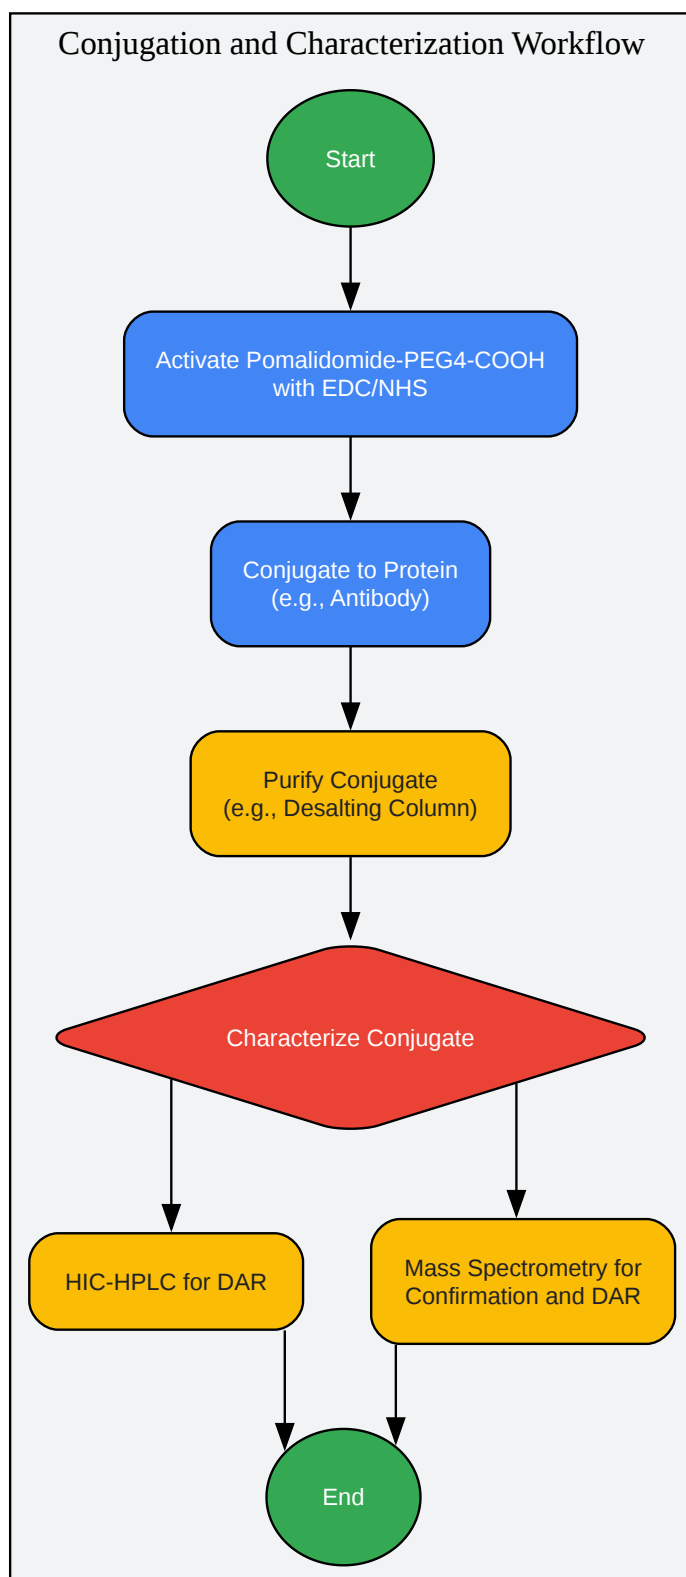 Conjugation and Characterization Workflow
Start
Activate Pomalidomide-PEG4-COOH
with EDC/NHS
Conjugate to Protein
(e.g., Antibody)
Purify Conjugate
(e.g., Desalting Column)
Characterize Conjugate
HIC-HPLC for DAR
Mass Spectrometry for
Confirmation and DAR
End